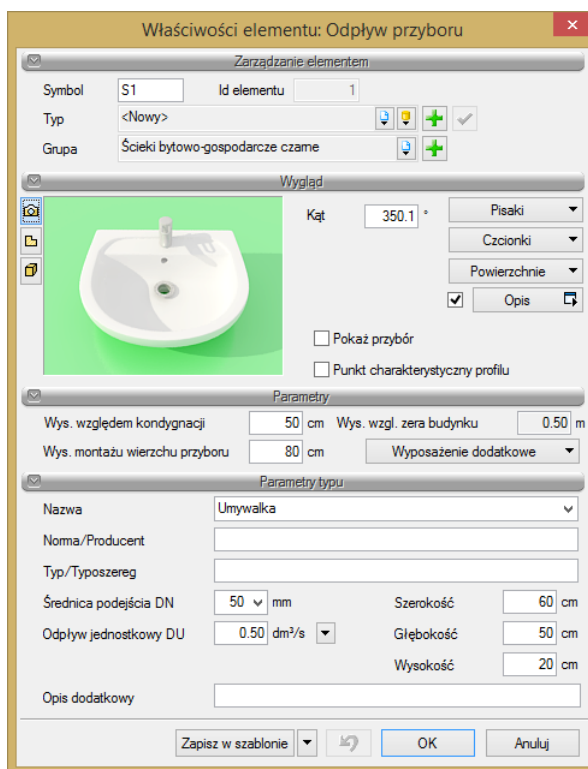 Właściwości elementu: Odpływ przyboru
Zarządzanie elementem
Symbol S1 Id elementu 1
Typ <Nowy>
Grupa Ścieki bytowo-gospodarcze czarne
Wygląd
Kąt 350.1 ° Pisaki
Czcionki
Powierzchnie
Opis
Pokaż przybór
Punkt charakterystyczny profilu
Parametry
Wys. względem kondygnacji 50 cm Wys. wzgl. zera budynku 0.50 m
Wys. montażu wierzchu przyboru 80 cm Wyposażenie dodatkowe
Parametry typu
Nazwa Umywalka
Norma/Producent
Typ/Typoszereg
Średnica podejścia DN 50 mm Szerokość 60 cm
Odpływ jednostkowy DU 0.50 dm³/s Głębokość 50 cm
Wysokość 20 cm
Opis dodatkowy
Zapisz w szablonie OK Anuluj